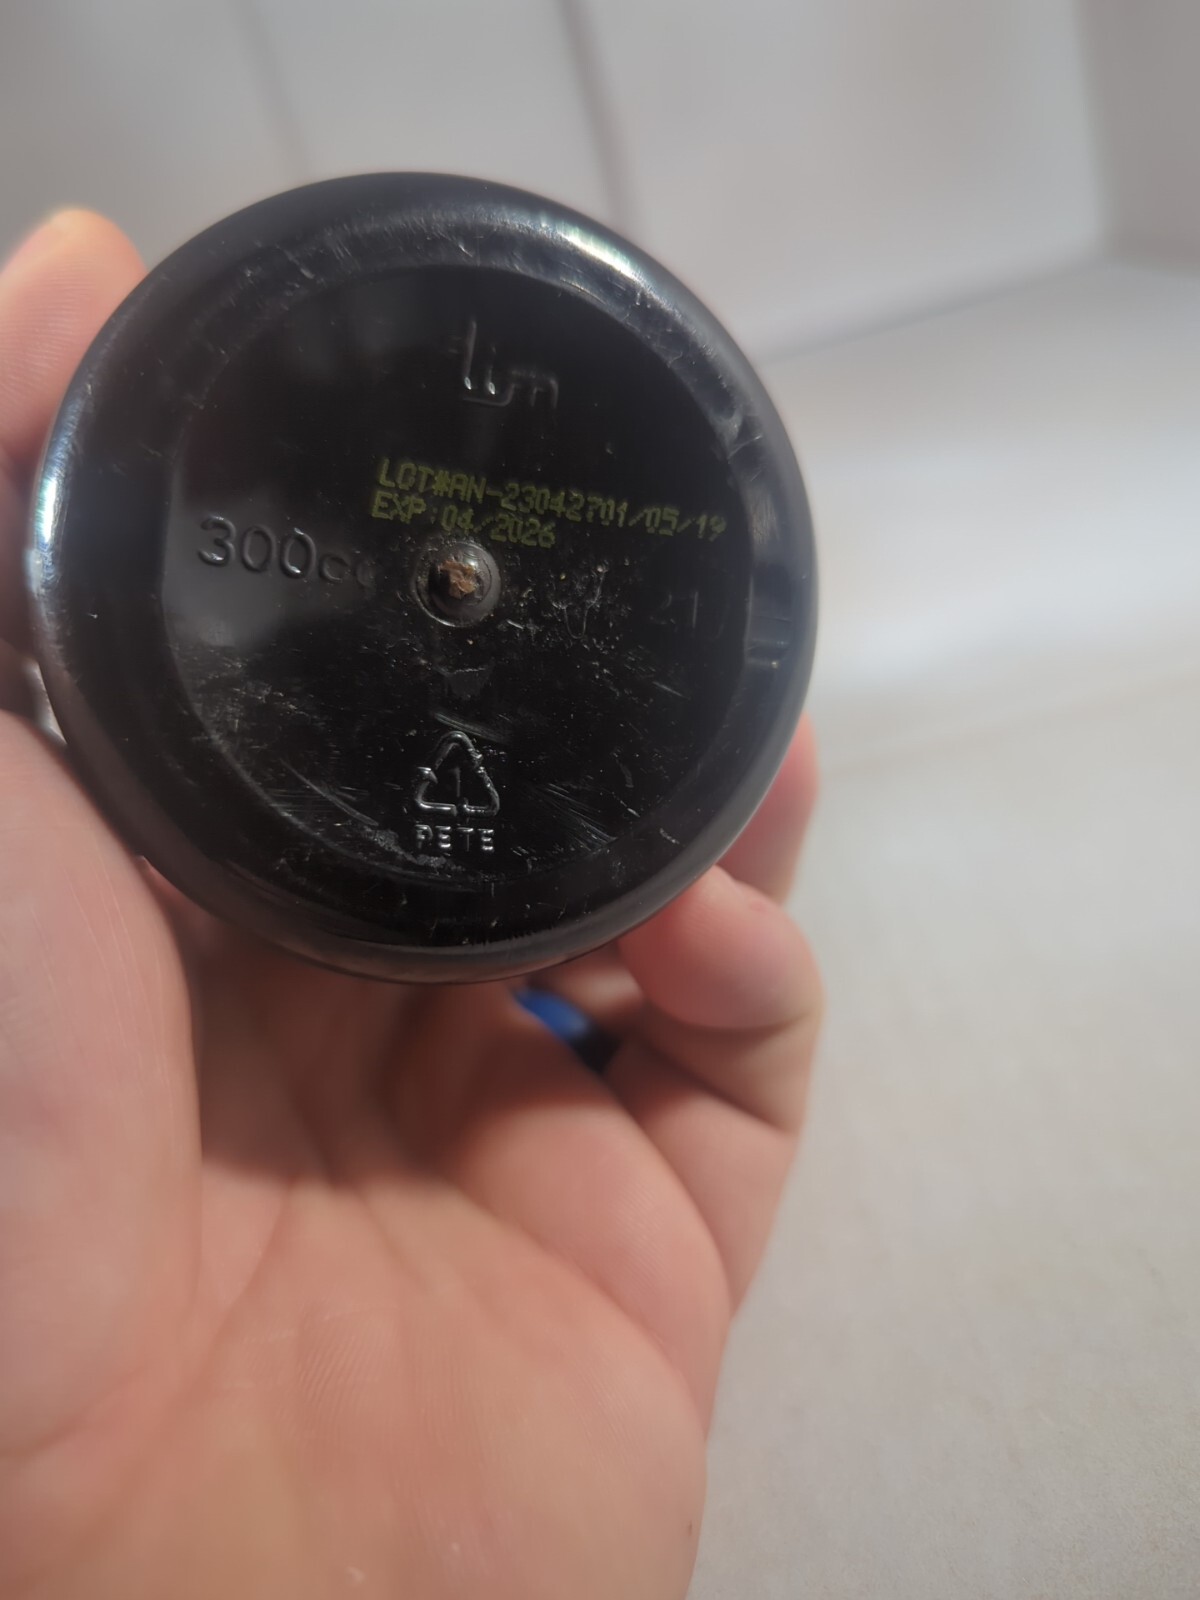 LOT#AN-23042701/05/19
EXP:04/2026
300cc
1
PETE